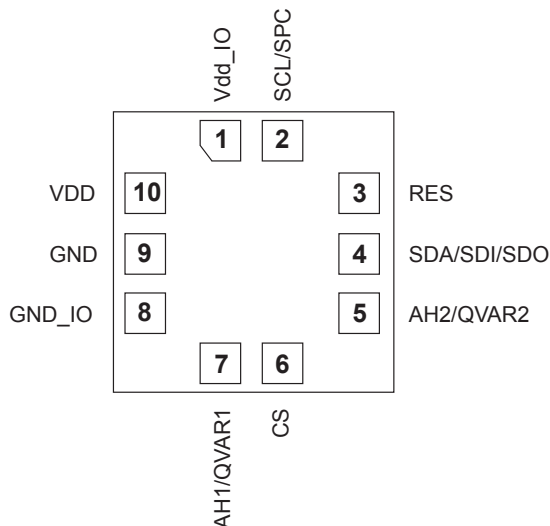 Vdd_IO
SCL/SPC
1
2
VDD
10
3
RES
GND
9
4
SDA/SDI/SDO
GND_IO
8
5
AH2/QVAR2
7
6
AH1/QVAR1
CS